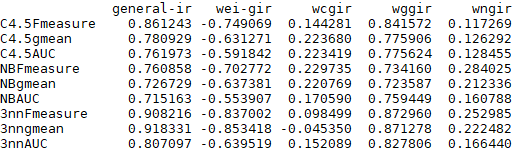 general-ir wei-gir wcgir wggir wngir
C4.5Fmeasure 0.861243 -0.749069 0.144281 0.841572 0.117269
C4.5gmean 0.780929 -0.631271 0.223680 0.775906 0.126292
C4.5AUC 0.761973 -0.591842 0.223419 0.775624 0.128455
NBFmeasure 0.760858 -0.702772 0.229735 0.734160 0.284025
NBgmean 0.726729 -0.637381 0.220769 0.723587 0.212336
NBAUC 0.715163 -0.553907 0.170590 0.759449 0.160788
3nnFmeasure 0.908216 -0.837002 0.098499 0.872960 0.252985
3nngmean 0.918331 -0.853418 -0.045350 0.871278 0.222482
3nnAUC 0.807097 -0.639519 0.152089 0.827806 0.166440